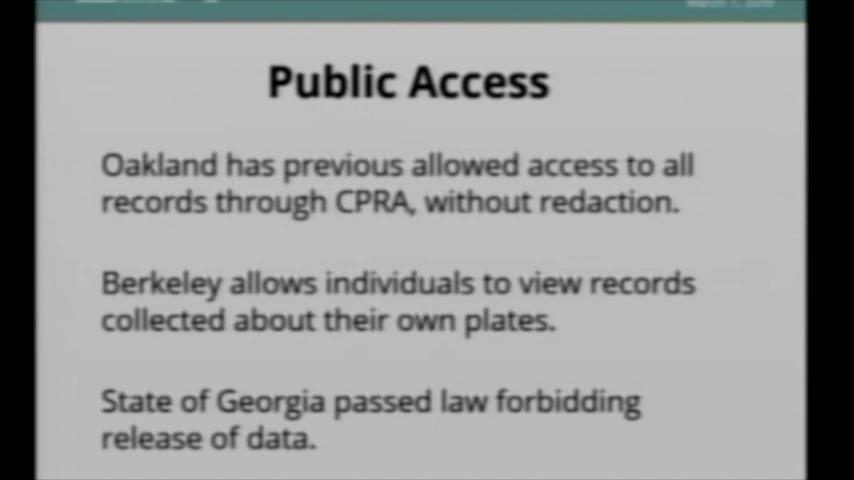 Public Access
Oakland has previous allowed access to all
records through CPRA, without redaction.
Berkeley allows individuals to view records
collected about their own plates.
State of Georgia passed law forbidding
release of data.